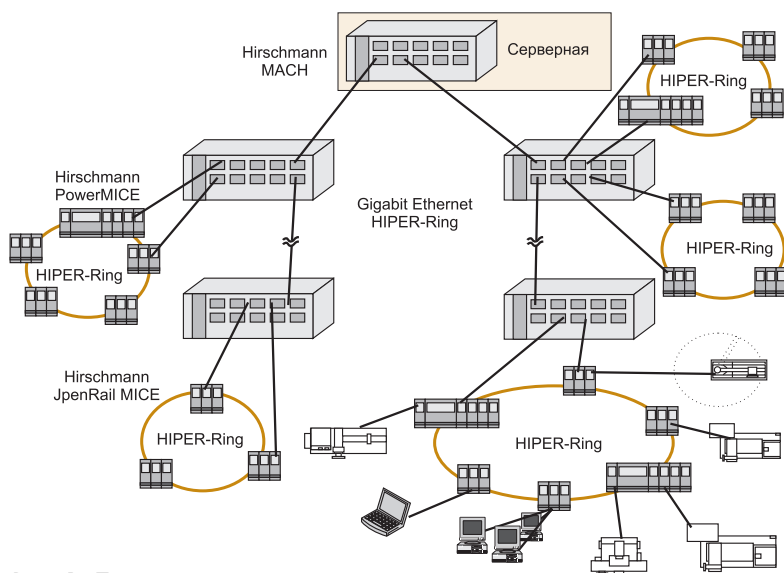 Hirschmann
MACH
Серверная
HIPER-Ring
Hirschmann
PowerMICE
Gigabit Ethernet
HIPER-Ring
HIPER-Ring
HIPER-Ring
Hirschmann
JpenRail MICE
HIPER-Ring
HIPER-Ring